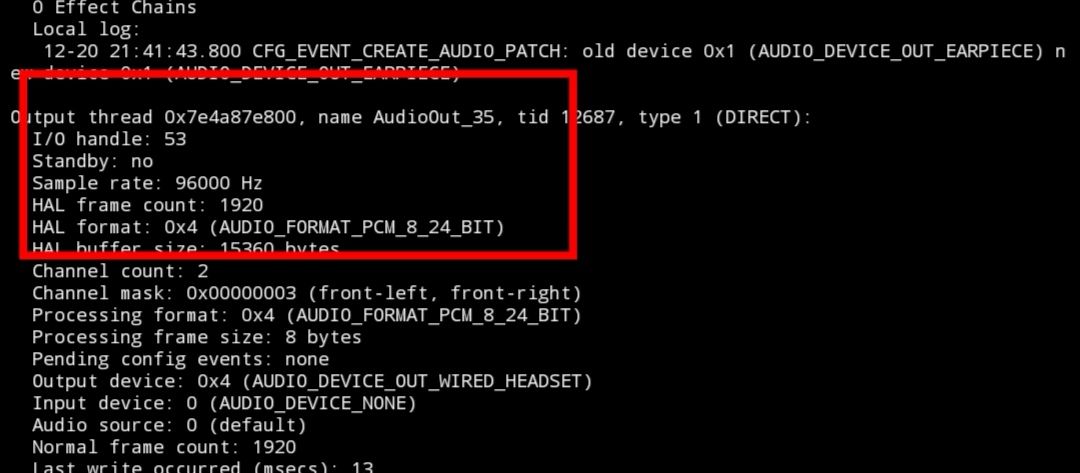 0 Effect Chains
Local log:
12-20 21:41:43.800 CFG_EVENT_CREATE_AUDIO_PATCH: old device 0x1 (AUDIO_DEVICE_OUT_EARPIECE) n
ew device 0x1 (AUDIO_DEVICE_OUT_EARPIECE)
Output thread 0x7e4a87e800, name AudioOut_35, tid 12687, type 1 (DIRECT):
I/O handle: 53
Standby: no
Sample rate: 96000 Hz
HAL frame count: 1920
HAL format: 0x4 (AUDIO_FORMAT_PCM_8_24_BIT)
HAL buffer size: 15360 bytes
Channel count: 2
Channel mask: 0x00000003 (front-left, front-right)
Processing format: 0x4 (AUDIO_FORMAT_PCM_8_24_BIT)
Processing frame size: 8 bytes
Pending config events: none
Output device: 0x4 (AUDIO_DEVICE_OUT_WIRED_HEADSET)
Input device: 0 (AUDIO_DEVICE_NONE)
Audio source: 0 (default)
Normal frame count: 1920
Last write occurred (msecs): 13